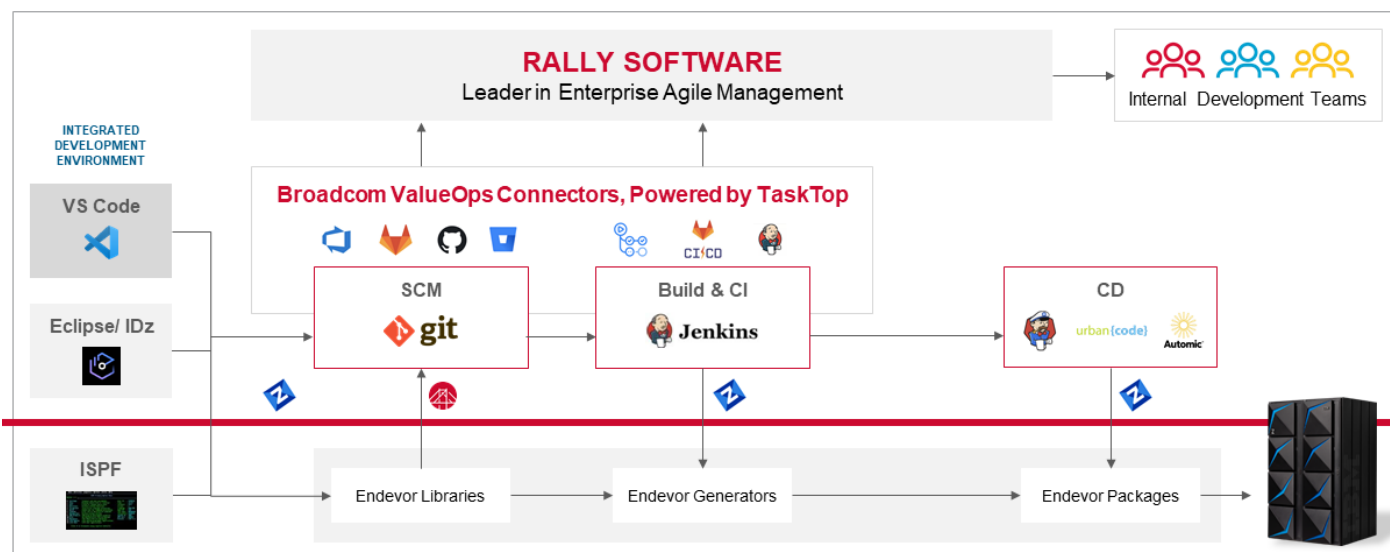 RALLY SOFTWARE
Leader in Enterprise Agile Management
Internal Development Teams
INTEGRATED
DEVELOPMENT
ENVIRONMENT
Broadcom ValueOps Connectors, Powered by TaskTop
VS Code
CI/CD
SCM
git
Build & CI
Jenkins
CD
urban{code}
Automic
Eclipse/ IDz
ISPF
Endevor Libraries
Endevor Generators
Endevor Packages